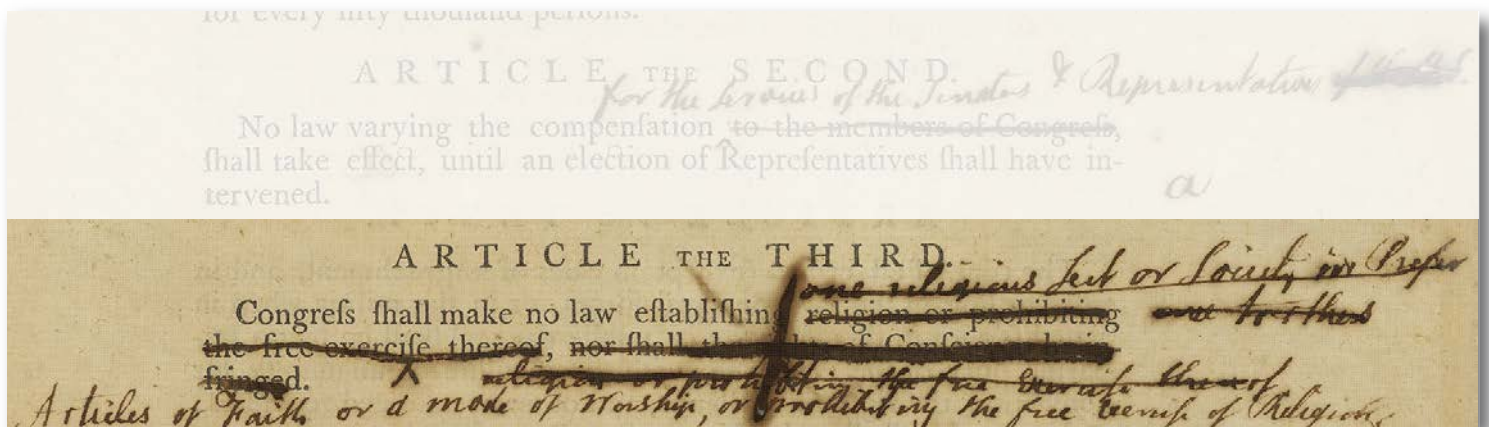 for every fifty thousand persons.
ARTICLE THE SECOND.
for the service of the Senate & Representatives
No law varying the compenſation to the members of Congreſs,
ſhall take effect, until an election of Repreſentatives ſhall have in-
tervened.
a
ARTICLE THE THIRD.
one religious Sect or Society in Prefer
Congreſs ſhall make no law eſtabliſhing religion or prohibiting
the free exerciſe thereof, nor ſhall the rights of Conſcience be in-
fringed.
religion or prohibiting the free Exercise thereof
Articles of Faith or a mode of Worship, or prohibiting the free exercise of Religion,